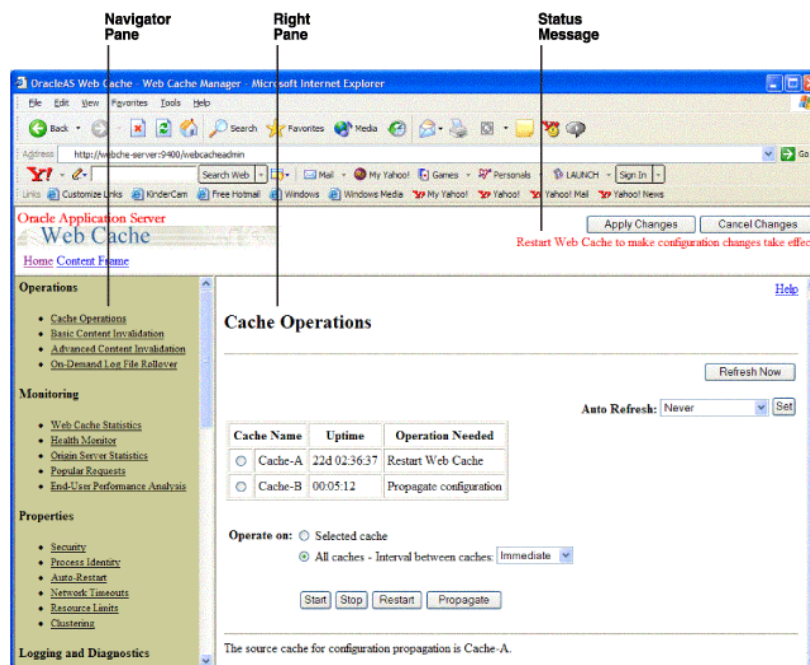 Navigator
Pane
Right
Pane
Status
Message
OracleAS Web Cache - Web Cache Manager - Microsoft Internet Explorer
File Edit View Favorites Tools Help
Back Search Favorites Media
Address http://webche-server:9400/webcacheadmin Go
Y! Search Web Mail My Yahoo! Games Personals LAUNCH Sign In
Links Customize Links KinderCam Free Hotmail Windows Windows Media My Yahoo! Yahoo! Yahoo! Mail Yahoo! News
Oracle Application Server
Web Cache
Apply Changes Cancel Changes
Restart Web Cache to make configuration changes take effec
Home Content Frame
Operations
Cache Operations
Basic Content Invalidation
Advanced Content Invalidation
On-Demand Log File Rollover
Monitoring
Web Cache Statistics
Health Monitor
Origin Server Statistics
Popular Requests
End-User Performance Analysis
Properties
Security
Process Identity
Auto-Restart
Network Timeouts
Resource Limits
Clustering
Logging and Diagnostics
Help
Cache Operations
Refresh Now
Auto Refresh: Never Set
Cache Name Uptime Operation Needed
Cache-A 22d 02:36:37 Restart Web Cache
Cache-B 00:05:12 Propagate configuration
Operate on: Selected cache
All caches - Interval between caches: Immediate
Start Stop Restart Propagate
The source cache for configuration propagation is Cache-A.